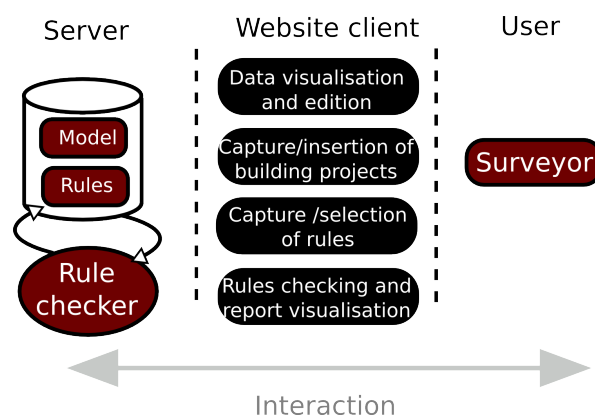 Server
Website client
User
Model
Rules
Rule
checker
Data visualisation
and edition
Capture/insertion of
building projects
Capture /selection
of rules
Rules checking and
report visualisation
Surveyor
Interaction